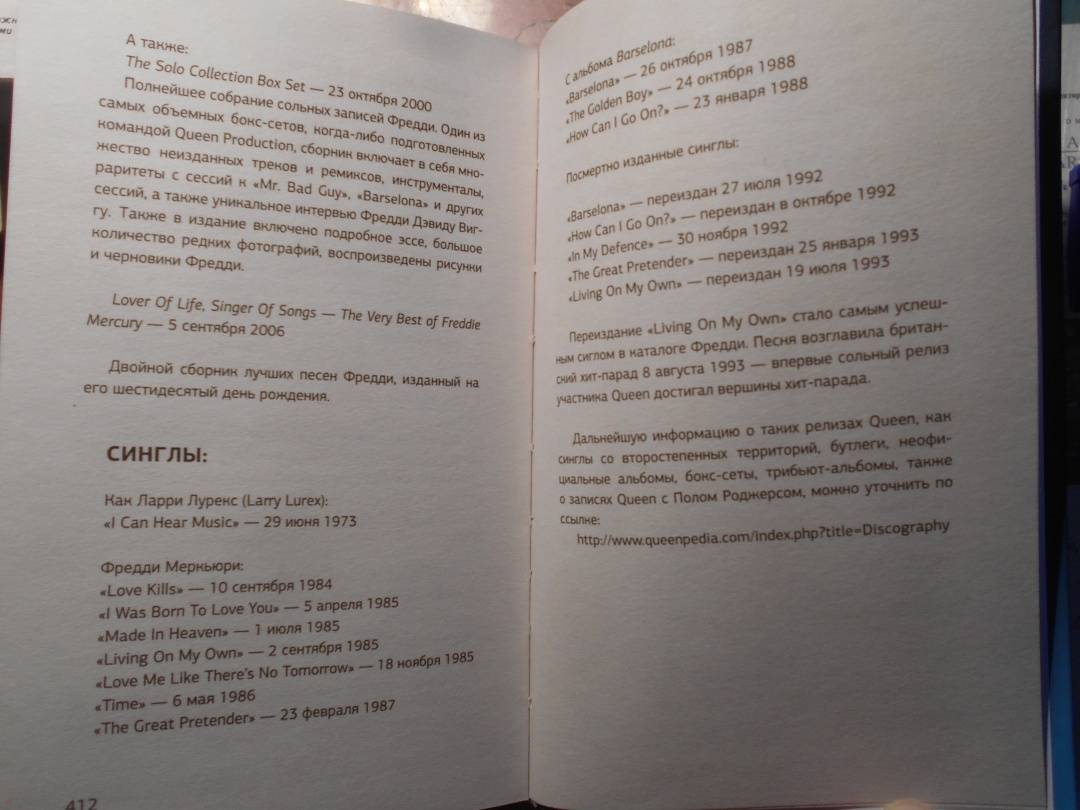 А также:
The Solo Collection Box Set — 23 октября 2000
Полнейшее собрание сольных записей Фредди. Один из
самых объемных бокс-сетов, когда-либо подготовленных
командой Queen Production, сборник включает в себя мно-
жество неизданных треков и ремиксов, инструменталы,
раритеты с сессий к «Mr. Bad Guy», «Barselona» и других
сессий, а также уникальное интервью Фредди Дэвиду Виг-
гу. Также в издание включено подробное эссе, большое
количество редких фотографий, воспроизведены рисунки
и черновики Фредди.
Lover Of Life, Singer Of Songs — The Very Best of Freddie
Mercury — 5 сентября 2006
Двойной сборник лучших песен Фредди, изданный на
его шестидесятый день рождения.
СИНГЛЫ:
Как Ларри Лурекс (Larry Lurex):
«I Can Hear Music» — 29 июня 1973
Фредди Меркьюри:
«Love Kills» — 10 сентября 1984
«I Was Born To Love You» — 5 апреля 1985
«Made In Heaven» — 1 июля 1985
«Living On My Own» — 2 сентября 1985
«Love Me Like There's No Tomorrow» — 18 ноября 1985
«Time» — 6 мая 1986
«The Great Pretender» — 23 февраля 1987
412
С альбома Barselona:
«Barselona» — 26 октября 1987
«The Golden Boy» — 24 октября 1988
«How Can I Go On?» — 23 января 1988
Посмертно изданные синглы:
«Barselona» — переиздан 27 июля 1992
«How Can I Go On?» — переиздан в октябре 1992
«In My Defence» — 30 ноября 1992
«The Great Pretender» — переиздан 25 января 1993
«Living On My Own» — переиздан 19 июля 1993
Переиздание «Living On My Own» стало самым успеш-
ным сиглом в каталоге Фредди. Песня возглавила британ-
ский хит-парад 8 августа 1993 — впервые сольный релиз
участника Queen достигал вершины хит-парада.
Дальнейшую информацию о таких релизах Queen, как
синглы со второстепенных территорий, бутлеги, неофи-
циальные альбомы, бокс-сеты, трибьют-альбомы, также
о записях Queen с Полом Роджерсом, можно уточнить по
ссылке:
http://www.queenpedia.com/index.php?title=Discography